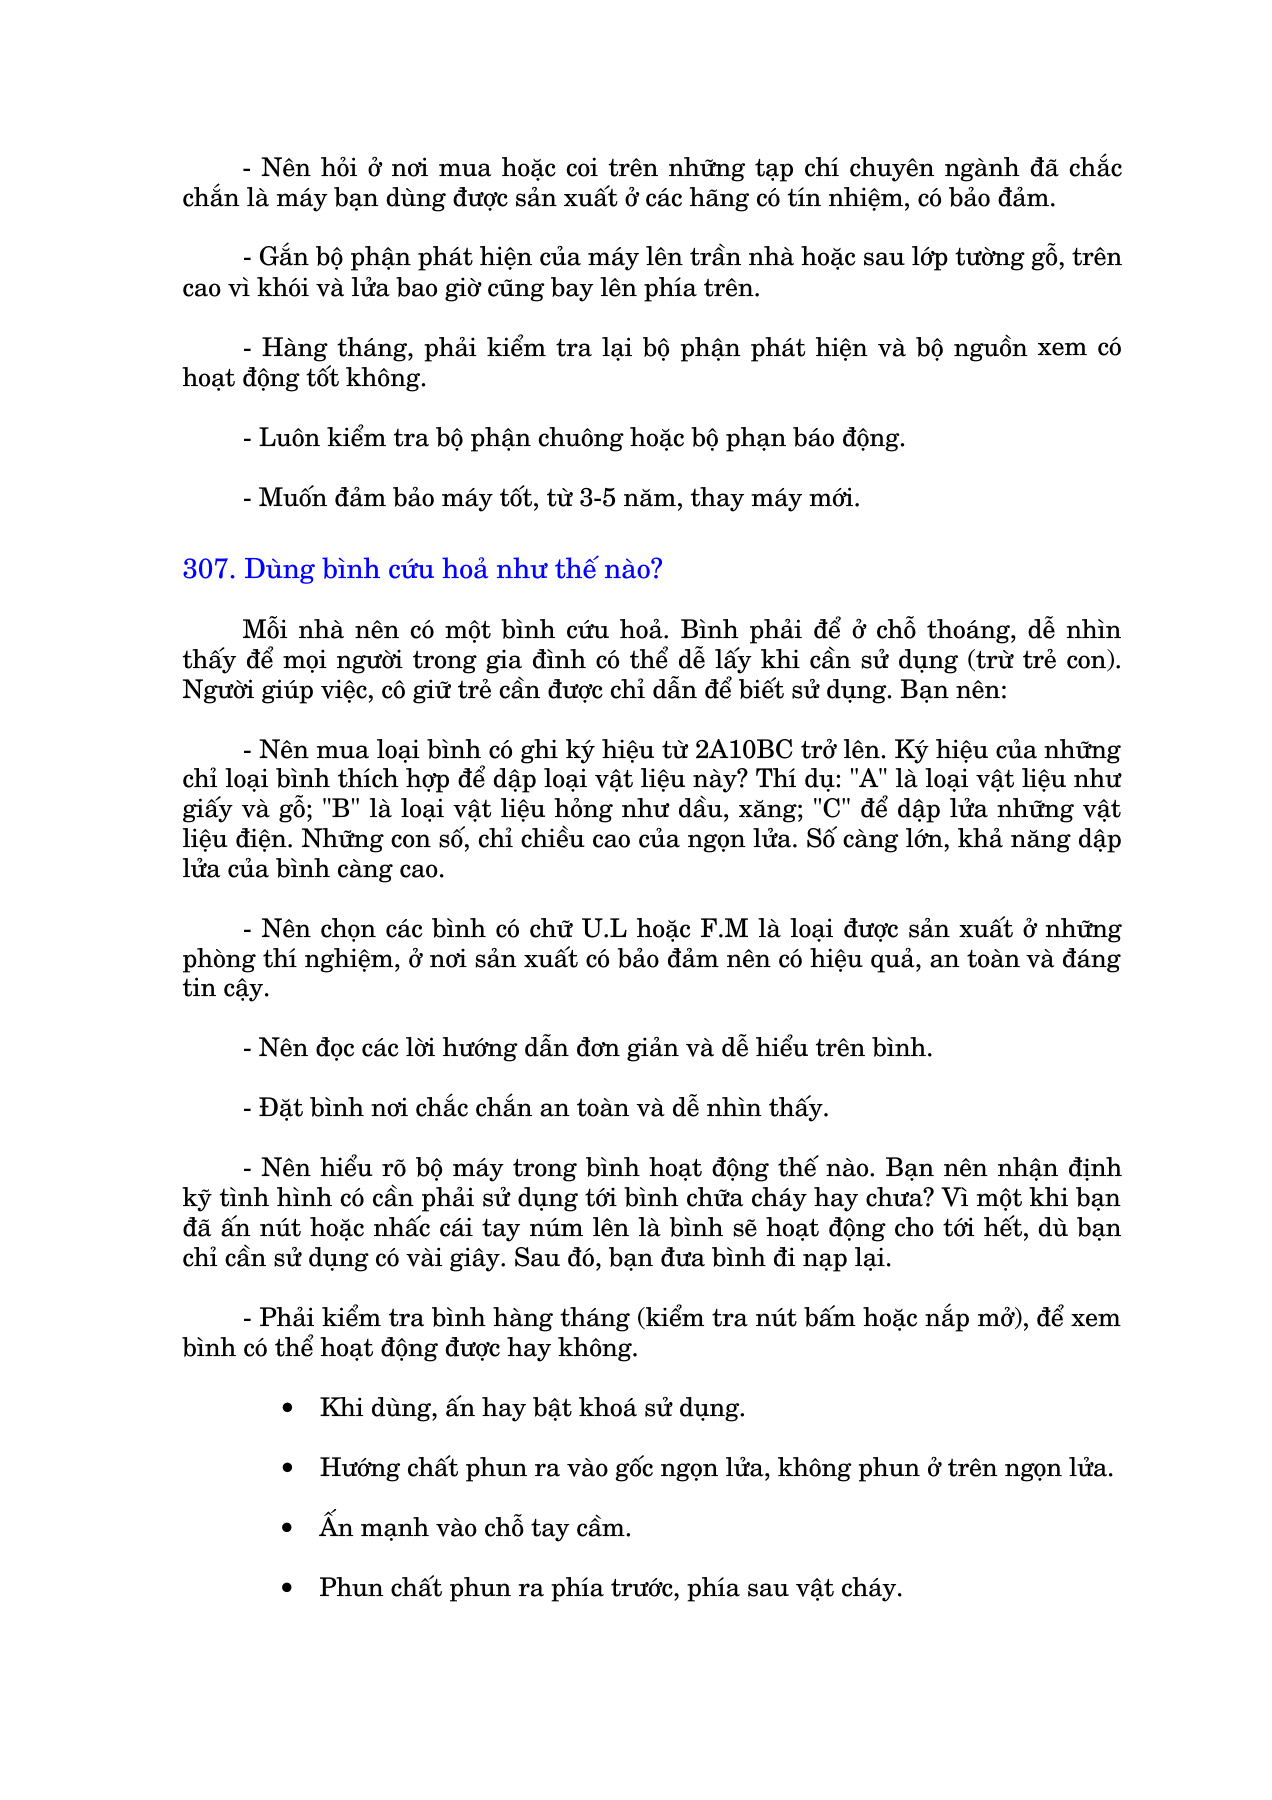 - Nên hỏi ở nơi mua hoặc coi trên những tạp chí chuyên ngành đã chắc
chắn là máy bạn dùng được sản xuất ở các hãng có tín nhiệm, có bảo đảm.
- Gắn bộ phận phát hiện của máy lên trần nhà hoặc sau lớp tường gỗ, trên
cao vì khói và lửa bao giờ cũng bay lên phía trên.
- Hàng tháng, phải kiểm tra lại bộ phận phát hiện và bộ nguồn xem có
hoạt động tốt không.
- Luôn kiểm tra bộ phận chuông hoặc bộ phạn báo động.
- Muốn đảm bảo máy tốt, từ 3-5 năm, thay máy mới.
307. Dùng bình cứu hoả như thế nào?
Mỗi nhà nên có một bình cứu hoả. Bình phải để ở chỗ thoáng, dễ nhìn
thấy để mọi người trong gia đình có thể dễ lấy khi cần sử dụng (trừ trẻ con).
Người giúp việc, cô giữ trẻ cần được chỉ dẫn để biết sử dụng. Bạn nên:
- Nên mua loại bình có ghi ký hiệu từ 2A10BC trở lên. Ký hiệu của những
chỉ loại bình thích hợp để dập loại vật liệu này? Thí dụ: "A" là loại vật liệu như
giấy và gỗ; "B" là loại vật liệu hỏng như dầu, xăng; "C" để dập lửa những vật
liệu điện. Những con số, chỉ chiều cao của ngọn lửa. Số càng lớn, khả năng dập
lửa của bình càng cao.
- Nên chọn các bình có chữ U.L hoặc F.M là loại được sản xuất ở những
phòng thí nghiệm, ở nơi sản xuất có bảo đảm nên có hiệu quả, an toàn và đáng
tin cậy.
- Nên đọc các lời hướng dẫn đơn giản và dễ hiểu trên bình.
- Đặt bình nơi chắc chắn an toàn và dễ nhìn thấy.
- Nên hiểu rõ bộ máy trong bình hoạt động thế nào. Bạn nên nhận định
kỹ tình hình có cần phải sử dụng tới bình chữa cháy hay chưa? Vì một khi bạn
đã ấn nút hoặc nhấc cái tay núm lên là bình sẽ hoạt động cho tới hết, dù bạn
chỉ cần sử dụng có vài giây. Sau đó, bạn đưa bình đi nạp lại.
- Phải kiểm tra bình hàng tháng (kiểm tra nút bấm hoặc nắp mở), để xem
bình có thể hoạt động được hay không.
• Khi dùng, ấn hay bật khoá sử dụng.
• Hướng chất phun ra vào gốc ngọn lửa, không phun ở trên ngọn lửa.
• Ấn mạnh vào chỗ tay cầm.
• Phun chất phun ra phía trước, phía sau vật cháy.